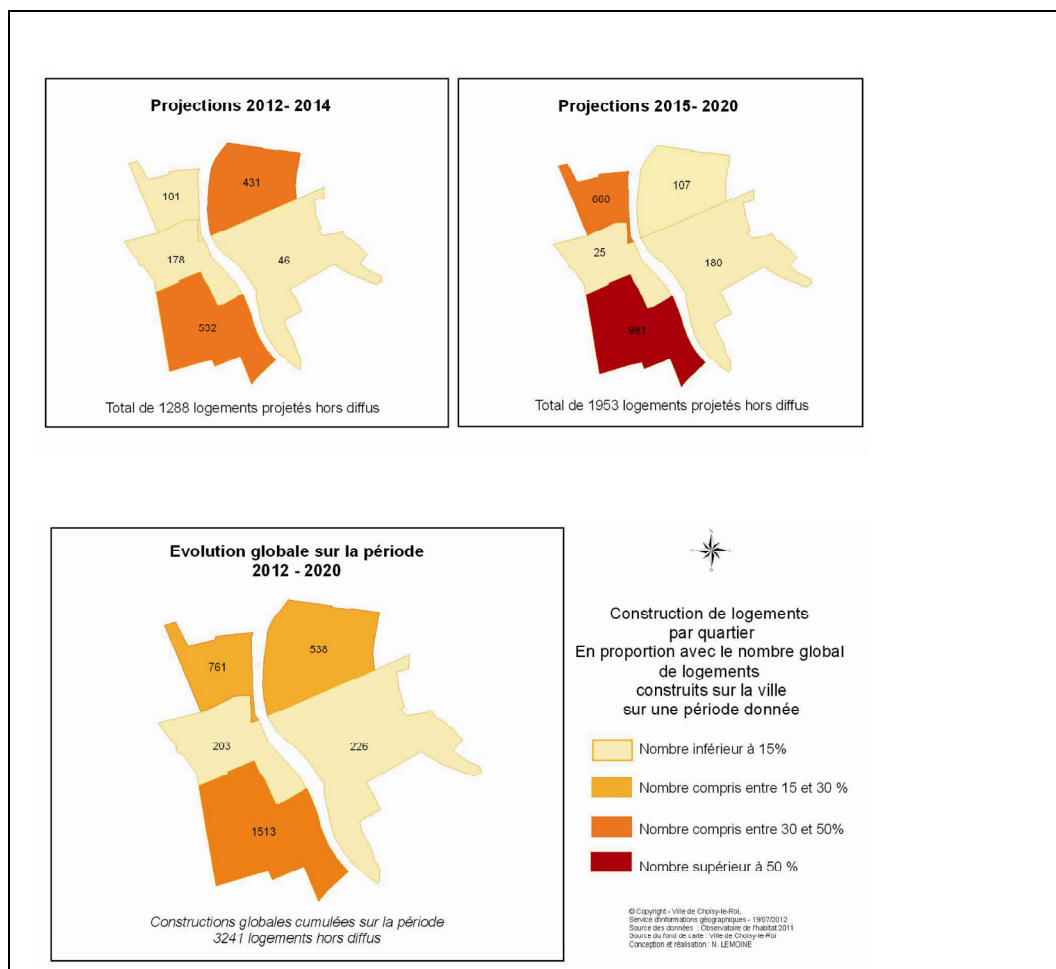 Projections 2012- 2014
101
431
178
46
532
Total de 1288 logements projetés hors diffus
Projections 2015- 2020
660
107
25
180
981
Total de 1953 logements projetés hors diffus
Evolution globale sur la période
2012 - 2020
761
538
203
226
1513
Constructions globales cumulées sur la période
3241 logements hors diffus
Construction de logements
par quartier
En proportion avec le nombre global
de logements
construits sur la ville
sur une période donnée
Nombre inférieur à 15%
Nombre compris entre 15 et 30 %
Nombre compris entre 30 et 50%
Nombre supérieur à 50 %
© Copyright - Ville de Choisy-le-Roi,
Service d'informations géographiques - 19/07/2012
Source des données : Observatoire de l'habitat 2011
Source du fond de carte : Ville de Choisy-le-Roi
Conception et réalisation : N. LEMOINE